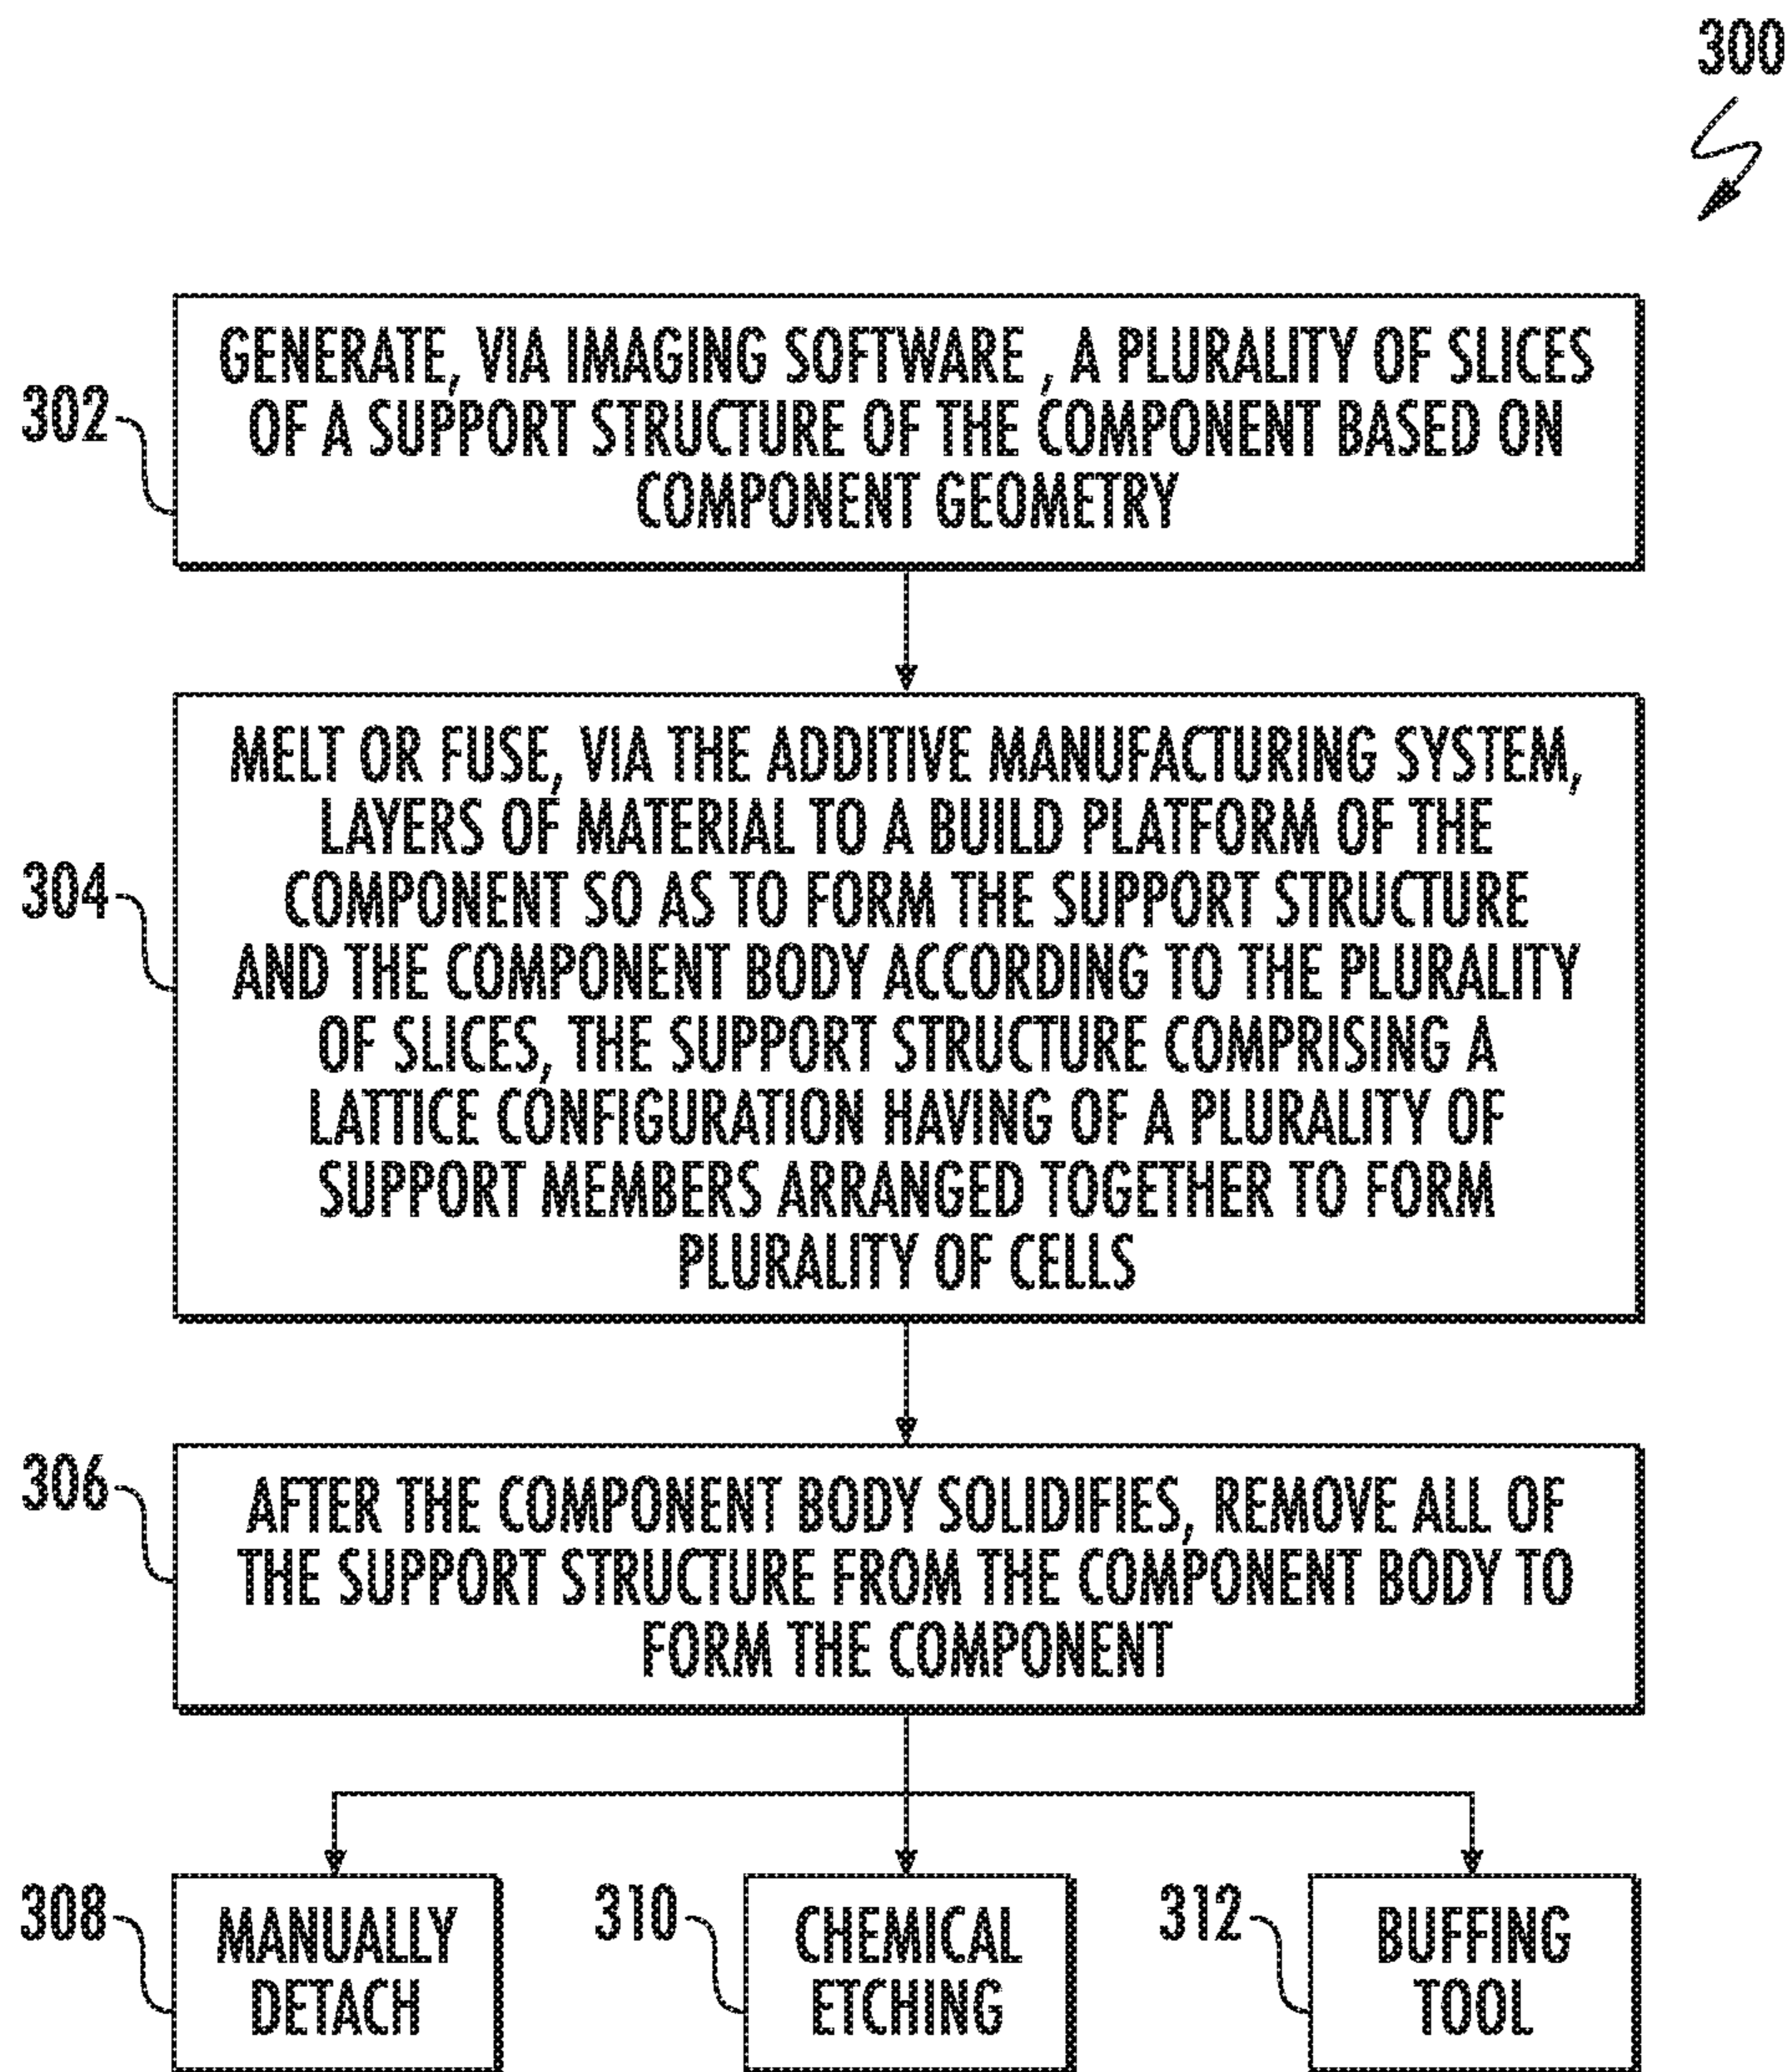 300
302
GENERATE, VIA IMAGING SOFTWARE , A PLURALITY OF SLICES
OF A SUPPORT STRUCTURE OF THE COMPONENT BASED ON
COMPONENT GEOMETRY
304
MELT OR FUSE, VIA THE ADDITIVE MANUFACTURING SYSTEM,
LAYERS OF MATERIAL TO A BUILD PLATFORM OF THE
COMPONENT SO AS TO FORM THE SUPPORT STRUCTURE
AND THE COMPONENT BODY ACCORDING TO THE PLURALITY
OF SLICES, THE SUPPORT STRUCTURE COMPRISING A
LATTICE CONFIGURATION HAVING OF A PLURALITY OF
SUPPORT MEMBERS ARRANGED TOGETHER TO FORM
PLURALITY OF CELLS
306
AFTER THE COMPONENT BODY SOLIDIFIES, REMOVE ALL OF
THE SUPPORT STRUCTURE FROM THE COMPONENT BODY TO
FORM THE COMPONENT
308
MANUALLY
DETACH
310
CHEMICAL
ETCHING
312
BUFFING
TOOL